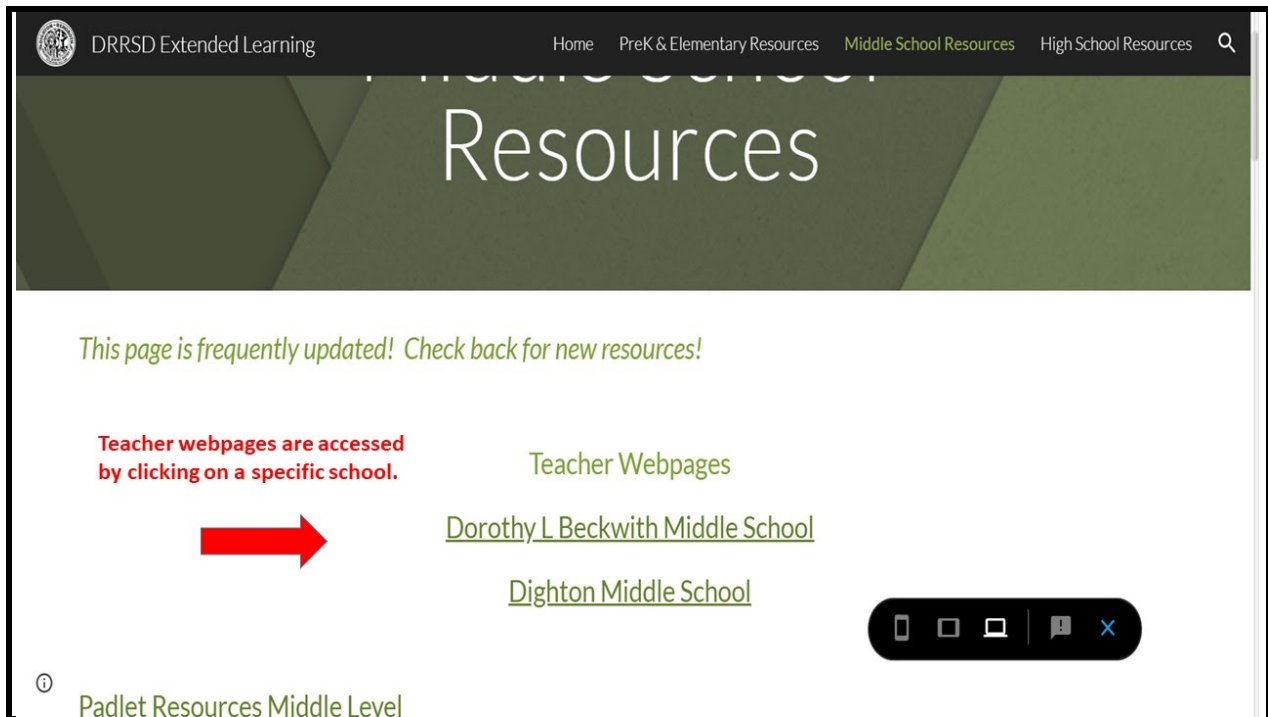 DRRSD Extended Learning
Home PreK & Elementary Resources Middle School Resources High School Resources
Middle School
Resources
This page is frequently updated! Check back for new resources!
Teacher webpages are accessed
by clicking on a specific school.
Teacher Webpages
Dorothy L Beckwith Middle School
Dighton Middle School
Padlet Resources Middle Level